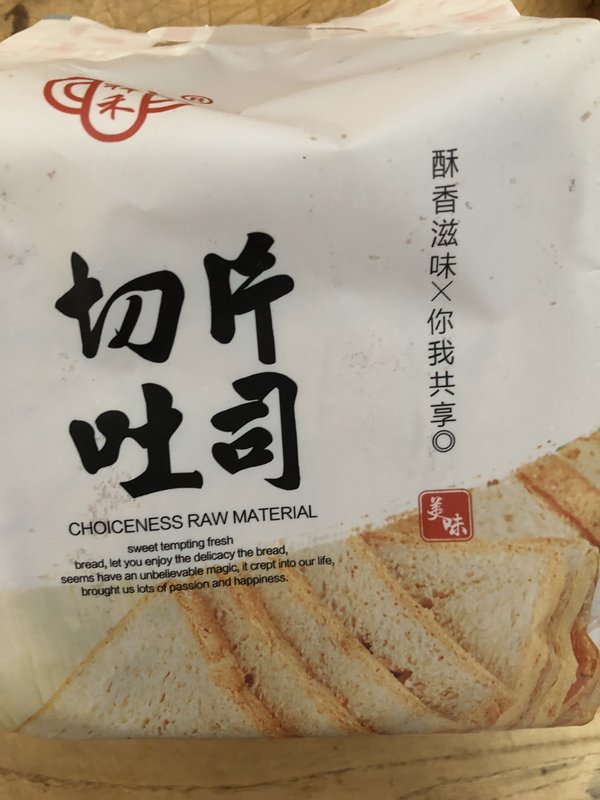 禾®
切片
吐司
CHOICENESS RAW MATERIAL
sweet tempting fresh
bread, let you enjoy the delicacy the bread,
seems have an unbelievable magic, it crept into our life,
brought us lots of passion and happiness.
酥香滋味×你我共享◎
美味